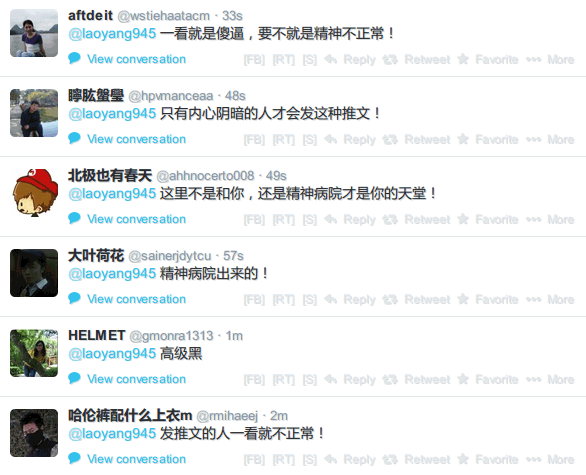 aftdeit @wstiehaatacm · 33s
@laoyang945 一看就是傻逼，要不就是精神不正常！
View conversation [FB] [RT] [S] Reply Retweet Favorite More
矃肱螌璺 @hpvmanceaa · 48s
@laoyang945 只有内心阴暗的人才会发这种推文！
View conversation [FB] [RT] [S] Reply Retweet Favorite More
北极也有春天 @ahhnocerto008 · 49s
@laoyang945 这里不是和你，还是精神病院才是你的天堂！
View conversation [FB] [RT] [S] Reply Retweet Favorite More
大叶荷花 @sainerjdytcu · 57s
@laoyang945 精神病院出来的！
View conversation [FB] [RT] [S] Reply Retweet Favorite More
HELMET @gmonra1313 · 1m
@laoyang945 高级黑
View conversation [FB] [RT] [S] Reply Retweet Favorite More
哈伦裤配什么上衣m @rmihaeej · 2m
@laoyang945 发推文的人一看就不正常！
View conversation [FB] [RT] [S] Reply Retweet Favorite More